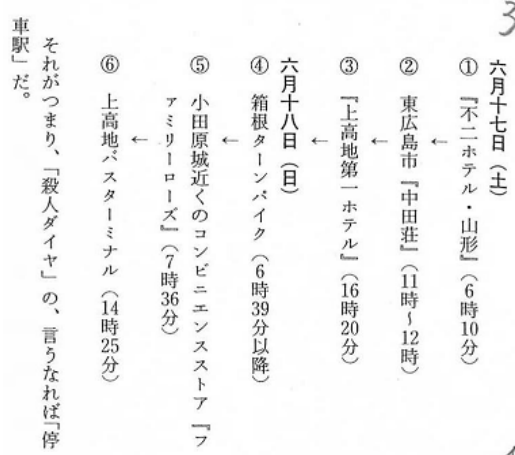 3
六月十七日（土）
① 『不二ホテル・山形』（6時10分）
↓
② 東広島市『中田荘』（11時～12時）
↓
③ 『上高地第一ホテル』（16時20分）
↓
六月十八日（日）
④ 箱根ターンパイク（6時39分以降）
↓
⑤ 小田原城近くのコンビニエンスストア『フ
ァミリーローズ』（7時36分）
↓
⑥ 上高地バスターミナル（14時25分）
それがつまり、「殺人ダイヤ」の、言うなれば「停
車駅」だ。